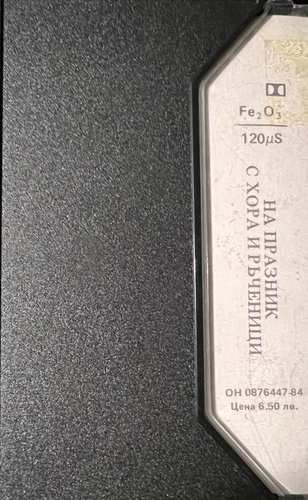 Fe₂O₃
120µS
НА ПРАЗНИК
С ХОРА И РЪЧЕНИЦИ
ОН 0876447-84
Цена 6.50 лв.